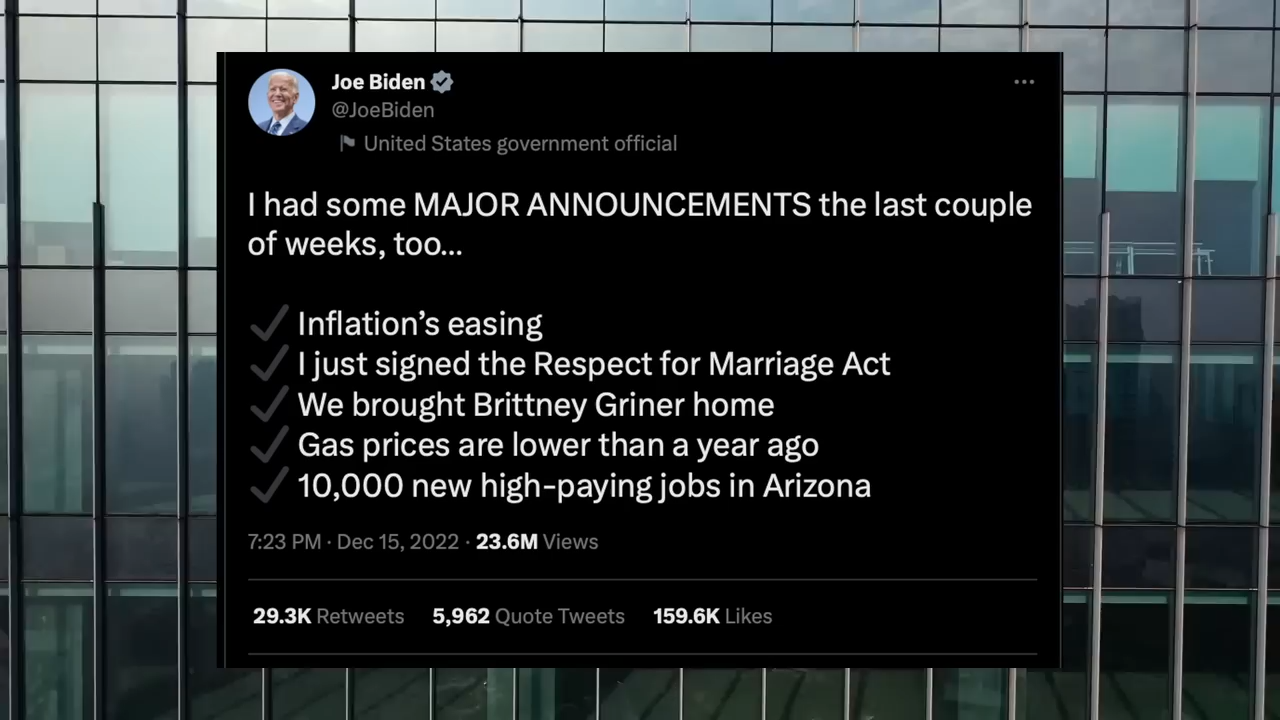 Joe Biden
@JoeBiden
United States government official
I had some MAJOR ANNOUNCEMENTS the last couple
of weeks, too...
Inflation’s easing
I just signed the Respect for Marriage Act
We brought Brittney Griner home
Gas prices are lower than a year ago
10,000 new high-paying jobs in Arizona
7:23 PM · Dec 15, 2022 · 23.6M Views
29.3K Retweets 5,962 Quote Tweets 159.6K Likes